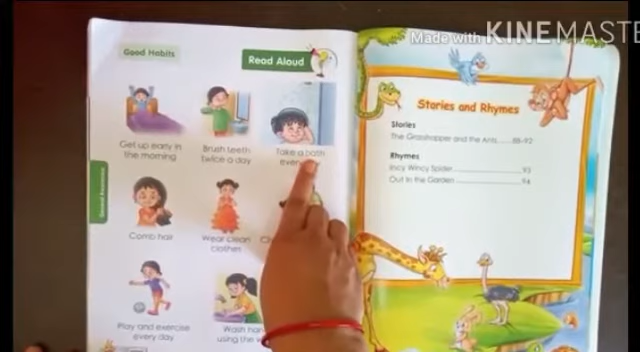 Made with KINEMASTE
Good Habits
Read Aloud
Get up early in
the morning
Brush teeth
twice a day
Take a bath
Comb hair
Wear clean
clothes
Play and exercise
every day
Wash
using the
Stories and Rhymes
Stories
The Grasshopper and the Ants ..... 88-92
Rhymes
Incy Wincy Spider 93
Out in the Garden 94